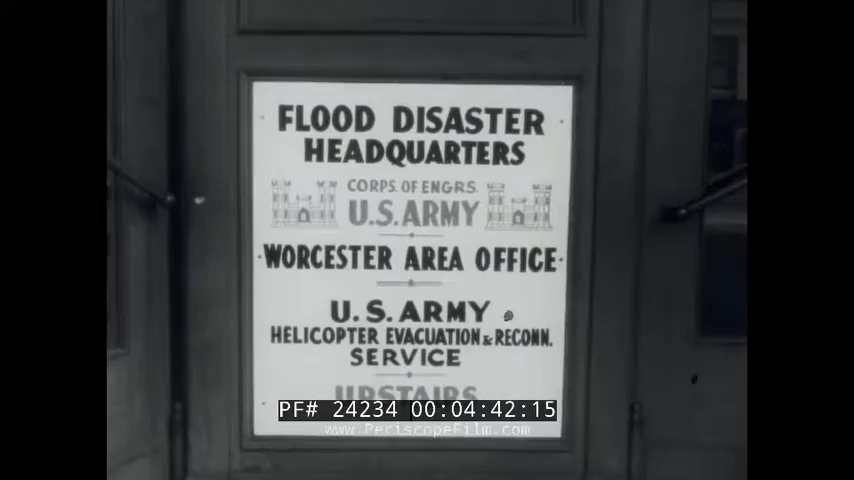 FLOOD DISASTER
HEADQUARTERS
CORPS. OF ENGRS.
U.S. ARMY
WORCESTER AREA OFFICE
U.S. ARMY
HELICOPTER EVACUATION & RECONN.
SERVICE
UPSTAIRS
PF# 24234 00:04:42:15
www.PeriscopeFilm.com